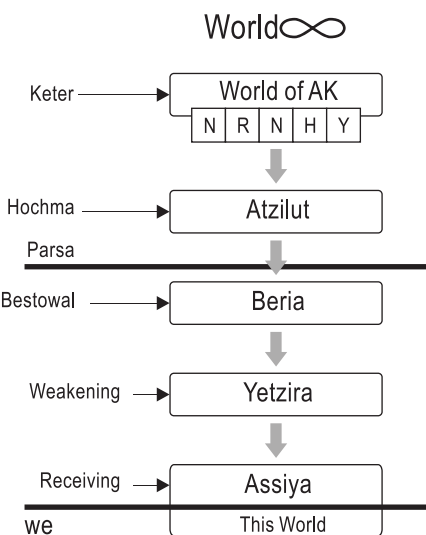 World∞
Keter
World of AK
N R N H Y
Hochma
Atzilut
Parsa
Bestowal
Beria
Weakening
Yetzira
Receiving
Assiya
we
This World